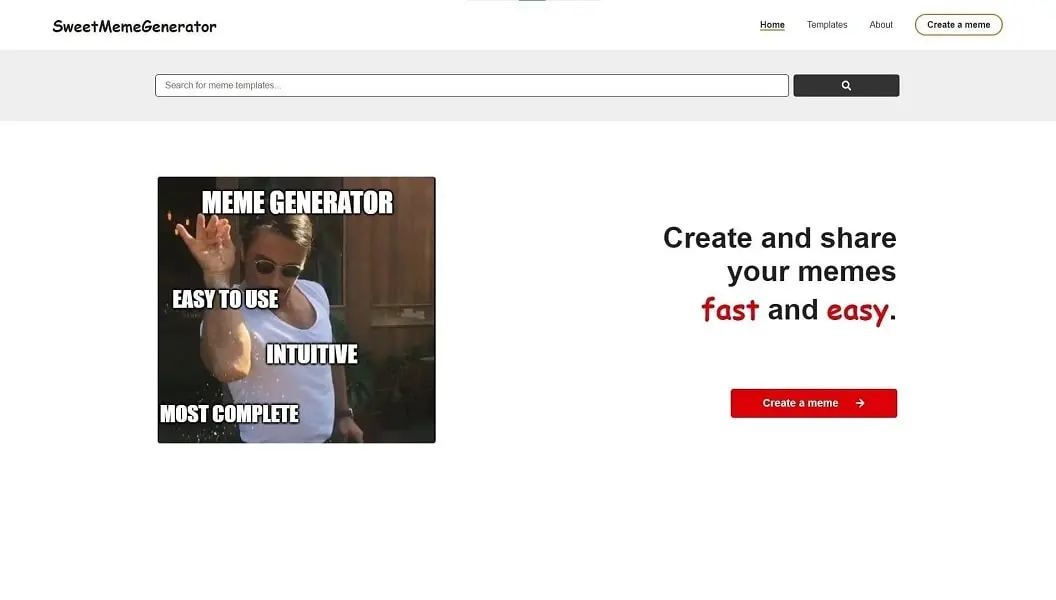 SweetMemeGenerator
Home Templates About Create a meme
Search for meme templates...
MEME GENERATOR
EASY TO USE
INTUITIVE
MOST COMPLETE
Create and share
your memes
fast and easy.
Create a meme